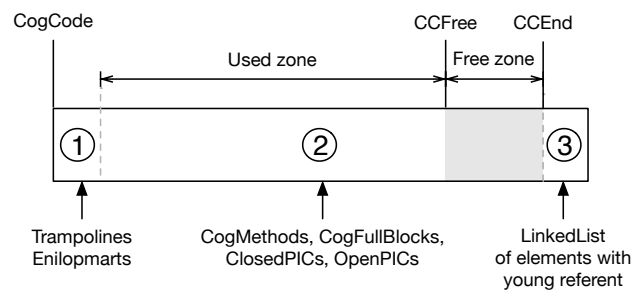 CogCode
CCFree
CCEnd
Used zone
Free zone
1
2
3
Trampolines
Enilopmarts
CogMethods, CogFullBlocks,
ClosedPICs, OpenPICs
LinkedList
of elements with
young referent